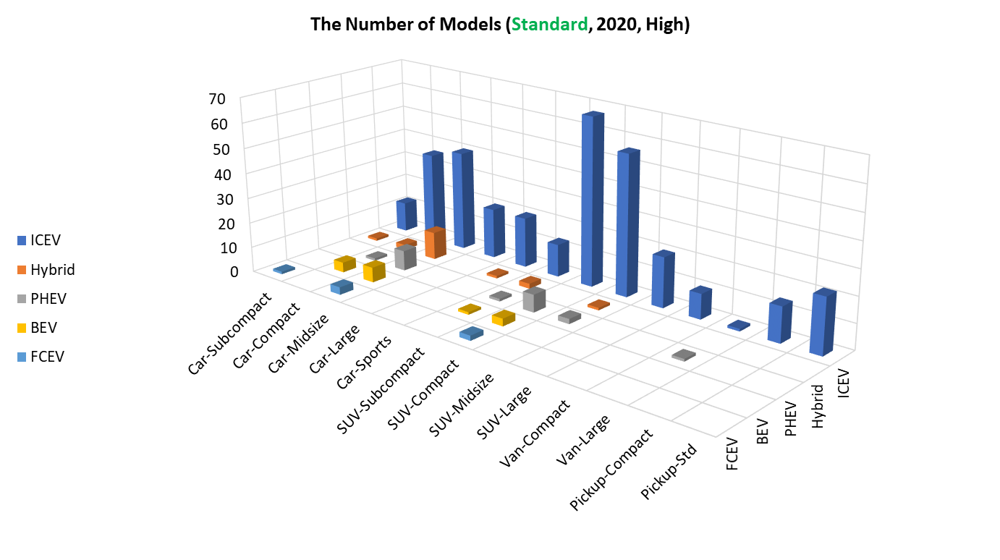 The Number of Models (Standard, 2020, High)
70
60
50
40
30
20
10
0
ICEV
Hybrid
PHEV
BEV
FCEV
Car-Subcompact
Car-Compact
Car-Midsize
Car-Large
Car-Sports
SUV-Subcompact
SUV-Compact
SUV-Midsize
SUV-Large
Van-Compact
Van-Large
Pickup-Compact
Pickup-Std
FCEV
BEV
PHEV
Hybrid
ICEV